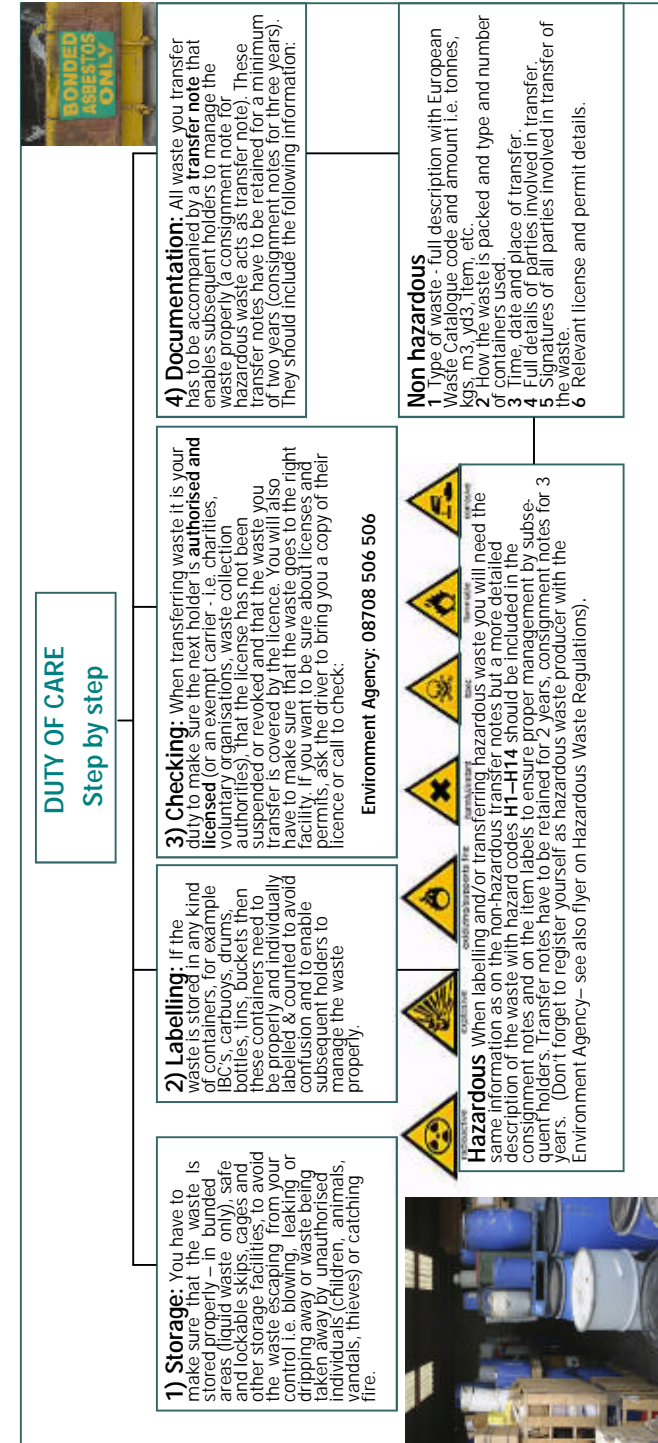 DUTY OF CARE
Step by step
1) Storage: You have to
make sure that the waste Is
stored properly – in bunded
areas (liquid waste only), safe
and lockable skips, cages and
other storage facilities, to avoid
the waste escaping from your
control i.e. blowing, leaking or
dripping away or waste being
taken away by unauthorised
individuals (children, animals,
vandals, thieves) or catching
fire.
2) Labelling: If the
waste is stored in any kind
of containers, for example
IBC's, carbuoys, drums,
bottles, tins, buckets then
these containers need to
be properly and individually
labelled & counted to avoid
confusion and to enable
subsequent holders to
manage the waste
properly.
3) Checking: When transferring waste it is your
duty to make sure the next holder is authorised and
licensed (or an exempt carrier - i.e. charities,
voluntary organisations, waste collection
authorities), that the license has not been
suspended or revoked and that the waste you
transfer is covered by the licence. You will also
have to make sure that the waste goes to the right
facility. If you want to be sure about licenses and
permits, ask the driver to bring you a copy of their
licence or call to check:
Environment Agency: 08708 506 506
4) Documentation: All waste you transfer
has to be accompanied by a transfer note that
enables subsequent holders to manage the
waste properly (a consignment note for
hazardous waste acts as transfer note). These
transfer notes have to be retained for a minimum
of two years (consignment notes for three years).
They should include the following information:
BONDED
ASBESTOS
ONLY
radioactive
explosive
oxidizing/supports fire
harmful/irritant
toxic
flammable
corrosive
Hazardous When labelling and/or transferring hazardous waste you will need the
same information as on the non-hazardous transfer notes but a more detailed
description of the waste with hazard codes H1–H14 should be included in the
consignment notes and on the item labels to ensure proper management by subse-
quent holders. Transfer notes have to be retained for 2 years, consignment notes for 3
years. (Don't forget to register yourself as hazardous waste producer with the
Environment Agency– see also flyer on Hazardous Waste Regulations).
Non hazardous
1 Type of waste - full description with European
Waste Catalogue code and amount i.e. tonnes,
kgs, m3, yd3, item, etc.
2 How the waste is packed and type and number
of containers used.
3 Time, date and place of transfer.
4 Full details of parties involved in transfer.
5 Signatures of all parties involved in transfer of
the waste.
6 Relevant license and permit details.